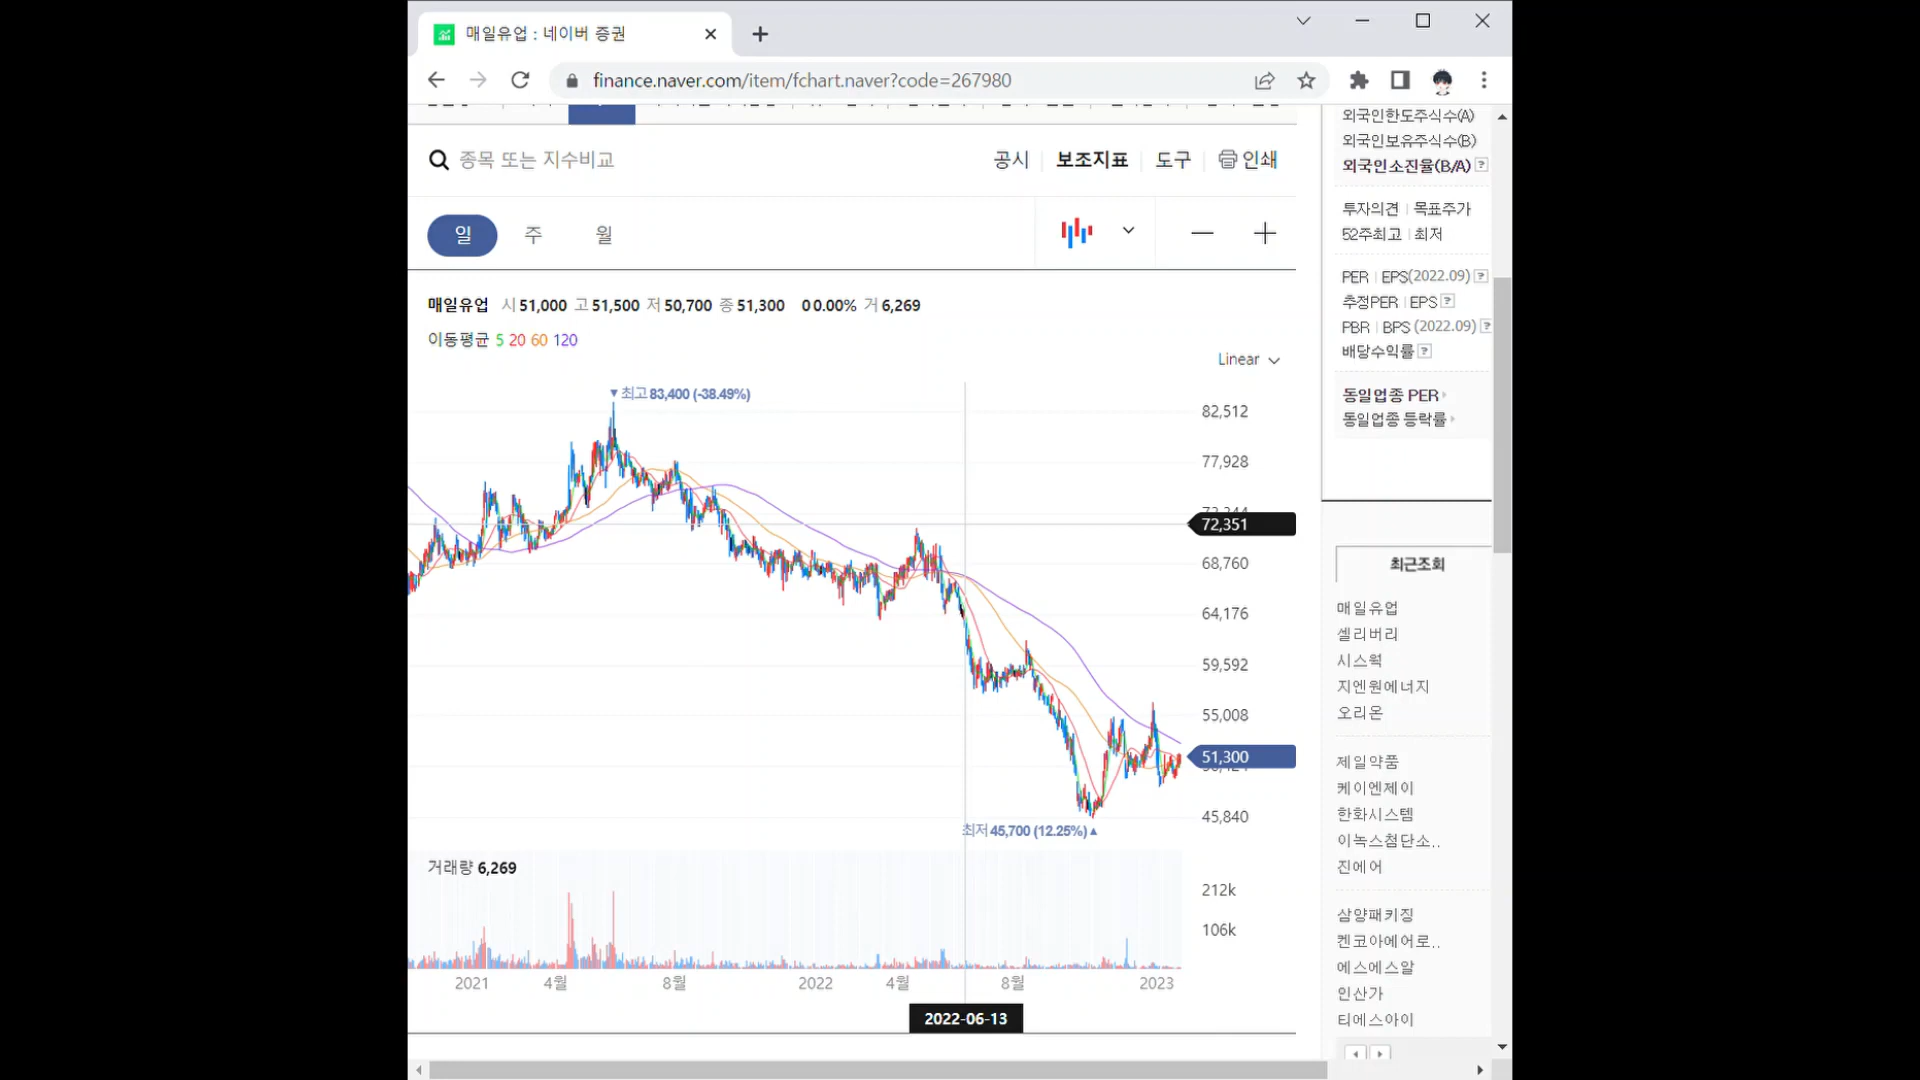 매일유업 : 네이버 증권
finance.naver.com/item/fchart.naver?code=267980
종목 또는 지수비교
공시
보조지표
도구
인쇄
일 주 월
매일유업 시 51,000 고 51,500 저 50,700 종 51,300 0 0.00% 거 6,269
이동평균 5 20 60 120
Linear
최고 83,400 (-38.49%)
82,512
77,928
72,351
68,760
64,176
59,592
55,008
51,300
45,840
최저 45,700 (12.25%)
거래량 6,269
212k
106k
2021 4월 8월 2022 4월 8월 2023
2022-06-13
외국인한도주식수(A)
외국인보유주식수(B)
외국인소진율(B/A) ?
투자의견 | 목표주가
52주최고 | 최저
PER | EPS(2022.09) ?
추정PER | EPS ?
PBR | BPS (2022.09) ?
배당수익률 ?
동일업종 PER
동일업종 등락률
최근조회
매일유업
셀리버리
시스웍
지엔원에너지
오리온
제일약품
케이엔제이
한화시스템
이녹스첨단소..
진에어
삼양패키징
켄코아에어로..
에스에스알
인산가
티에스아이